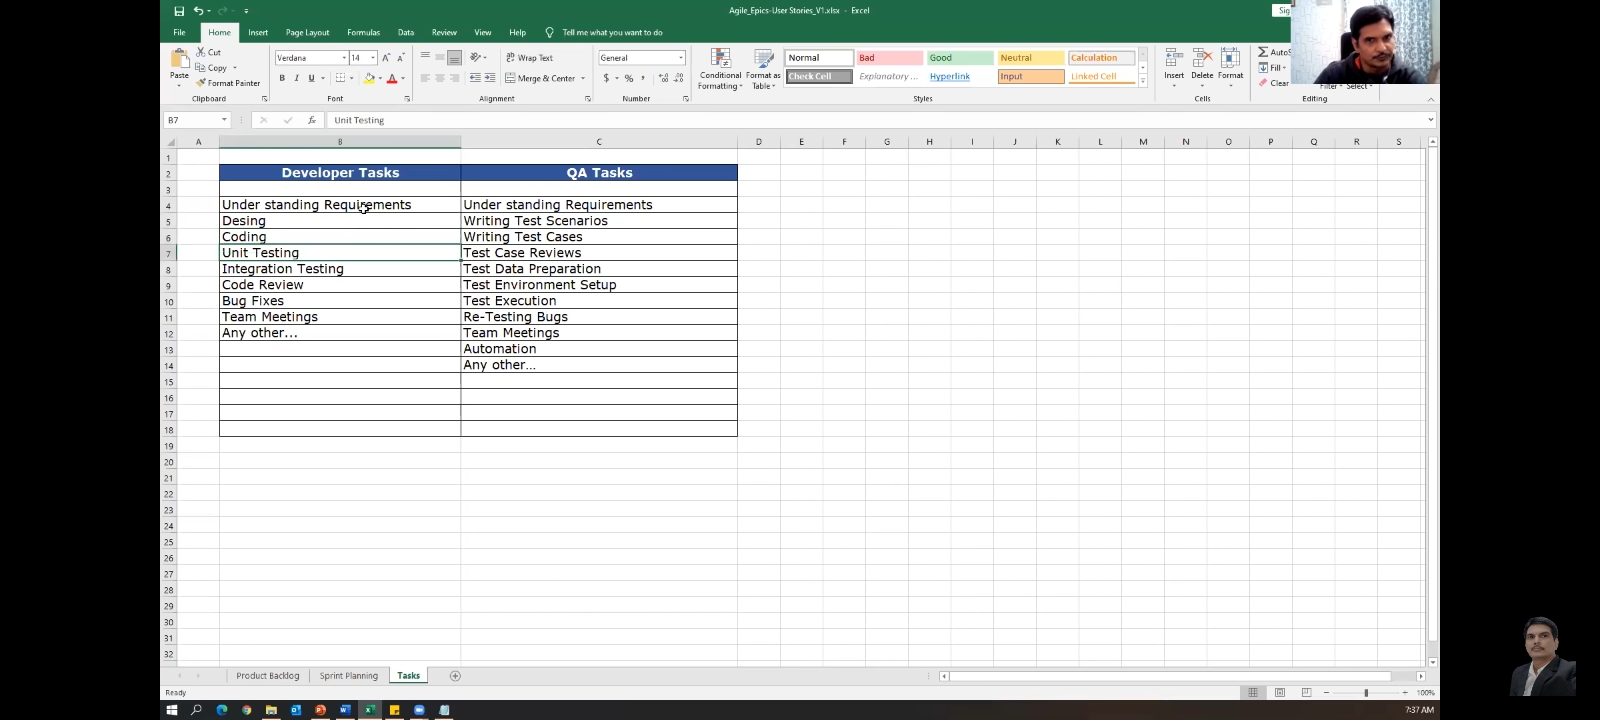 Agile_Epics-User Stories_V1.xlsx - Excel
File Home Insert Page Layout Formulas Data Review View Help Tell me what you want to do
Paste
Cut
Copy
Format Painter
Clipboard
Verdana 14
B I U
Font
Wrap Text
Merge & Center
Alignment
General
$ % ,
Number
Conditional
Formatting
Format as
Table
Normal Bad Good Neutral Calculation
Check Cell Explanatory ... Hyperlink Input Linked Cell
Styles
Insert Delete Format
Cells
Fill
Clear
Editing
B7 fx Unit Testing
A B C D E F G H I J K L M N O P Q R S
1
2 Developer Tasks QA Tasks
3
4 Under standing Requirements Under standing Requirements
5 Desing Writing Test Scenarios
6 Coding Writing Test Cases
7 Unit Testing Test Case Reviews
8 Integration Testing Test Data Preparation
9 Code Review Test Environment Setup
10 Bug Fixes Test Execution
11 Team Meetings Re-Testing Bugs
12 Any other... Team Meetings
13 Automation
14 Any other...
15
16
17
18
19
20
21
22
23
24
25
26
27
28
29
30
31
32
Product Backlog Sprint Planning Tasks
Ready 100%
7:37 AM